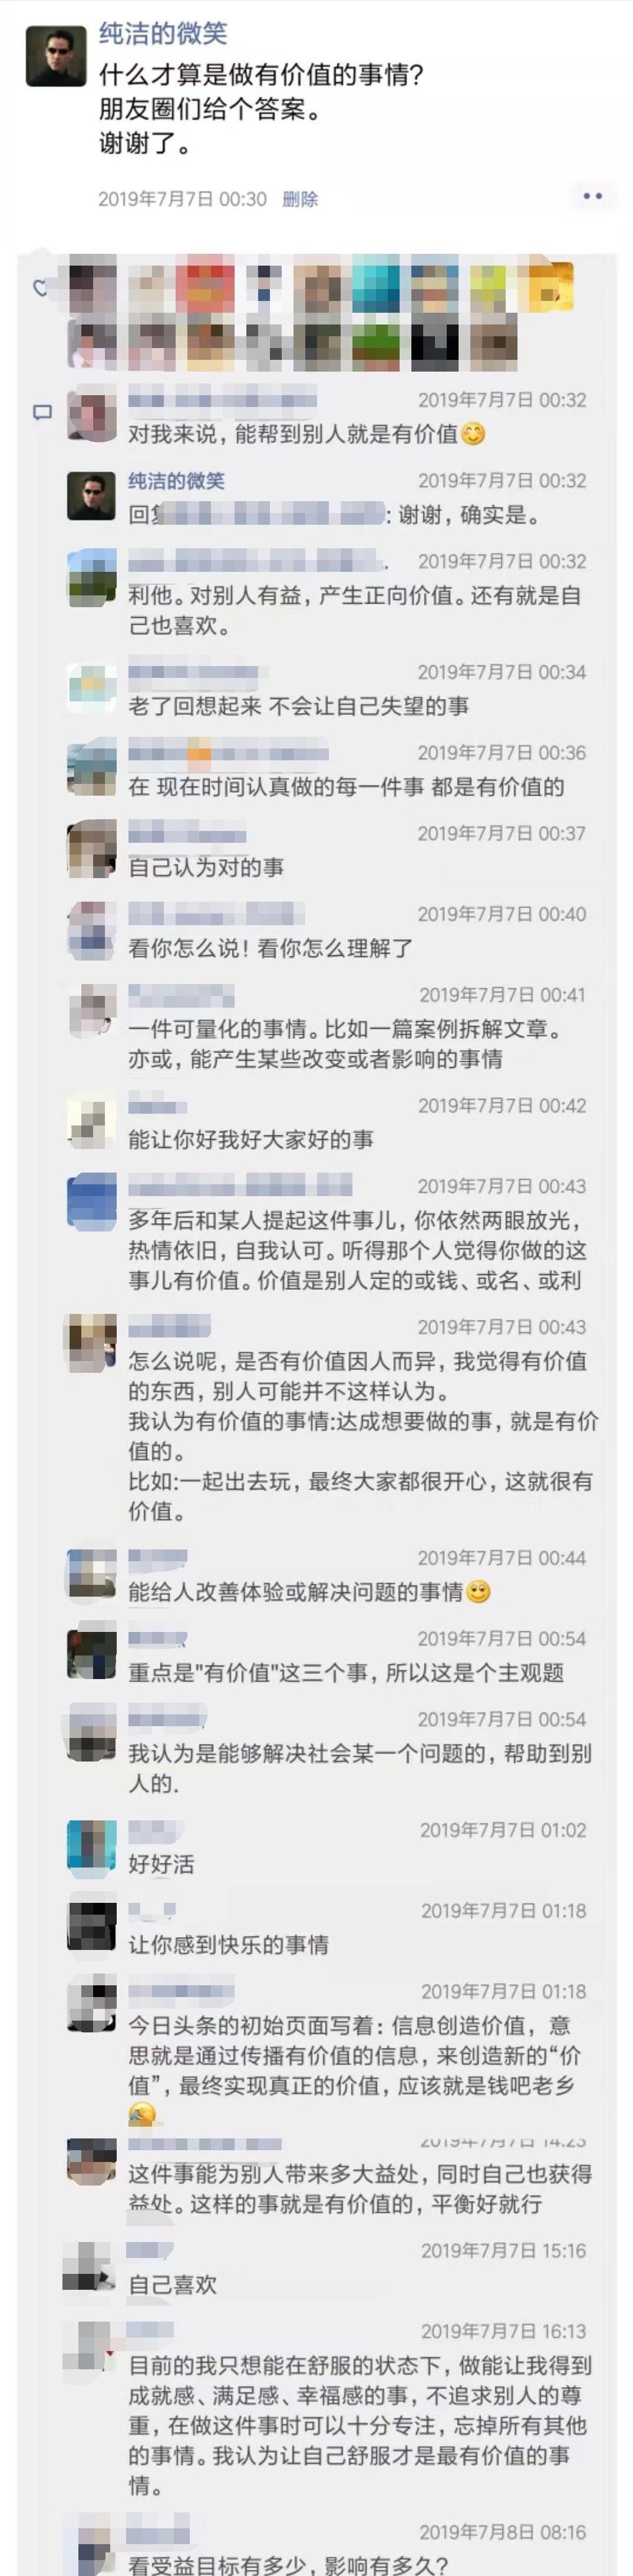 纯洁的微笑
什么才算是做有价值的事情?
朋友圈们给个答案。
谢谢了。
2019年7月7日 00:30 删除
2019年7月7日 00:32
对我来说,能帮到别人就是有价值
纯洁的微笑 2019年7月7日 00:32
回复 : 谢谢,确实是。
2019年7月7日 00:32
利他。对别人有益,产生正向价值。还有就是自
己也喜欢。
2019年7月7日 00:34
老了回想起来 不会让自己失望的事
2019年7月7日 00:36
在 现在时间认真做的每一件事 都是有价值的
2019年7月7日 00:37
自己认为对的事
2019年7月7日 00:40
看你怎么说!看你怎么理解了
2019年7月7日 00:41
一件可量化的事情。比如一篇案例拆解文章。
亦或,能产生某些改变或者影响的事情
2019年7月7日 00:42
能让你好我好大家好的事
2019年7月7日 00:43
多年后和某人提起这件事儿,你依然两眼放光,
热情依旧,自我认可。听得那个人觉得你做的这
事儿有价值。价值是别人定的或钱、或名、或利
2019年7月7日 00:43
怎么说呢,是否有价值因人而异,我觉得有价值
的东西,别人可能并不这样认为。
我认为有价值的事情:达成想要做的事,就是有价
值的。
比如:一起出去玩,最终大家都很开心,这就很有
价值。
2019年7月7日 00:44
能给人改善体验或解决问题的事情
2019年7月7日 00:54
重点是"有价值"这三个事,所以这是个主观题
2019年7月7日 00:54
我认为是能够解决社会某一个问题的,帮助到别
人的.
2019年7月7日 01:02
好好活
2019年7月7日 01:18
让你感到快乐的事情
2019年7月7日 01:18
今日头条的初始页面写着:信息创造价值,意
思就是通过传播有价值的信息,来创造新的“价
值”,最终实现真正的价值,应该就是钱吧老乡
2019年7月7日 14:23
这件事能为别人带来多大益处,同时自己也获得
益处。这样的事就是有价值的,平衡好就行
2019年7月7日 15:16
自己喜欢
2019年7月7日 16:13
目前的我只想能在舒服的状态下,做能让我得到
成就感、满足感、幸福感的事,不追求别人的尊
重,在做这件事时可以十分专注,忘掉所有其他
的事情。我认为让自己舒服才是最有价值的事
情。
2019年7月8日 08:16
看受益目标有多少,影响有多久?